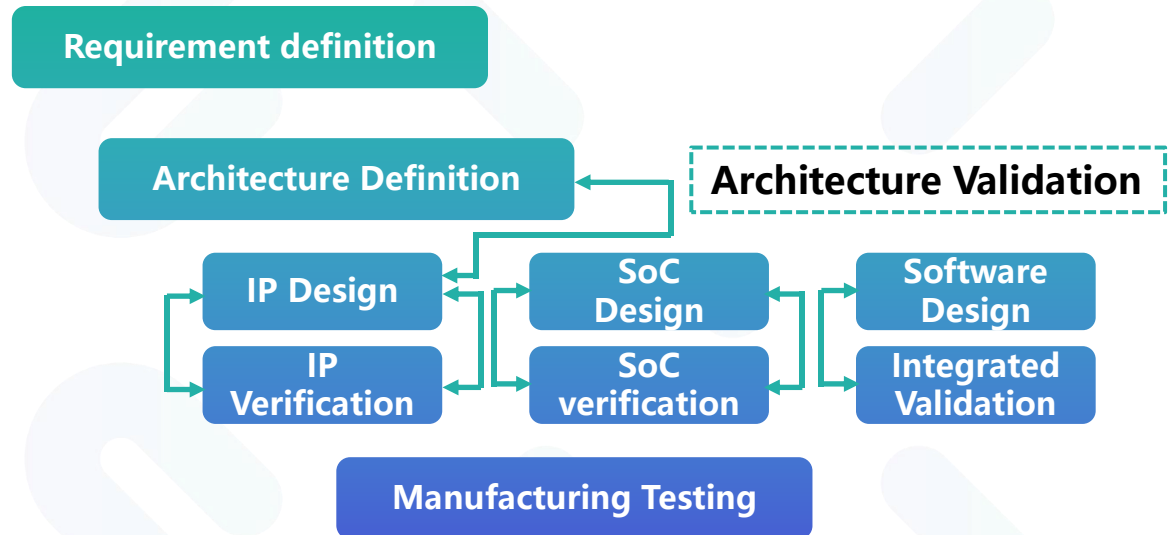 Requirement definition
Architecture Definition
Architecture Validation
IP Design
SoC
Design
Software
Design
IP
Verification
SoC
verification
Integrated
Validation
Manufacturing Testing